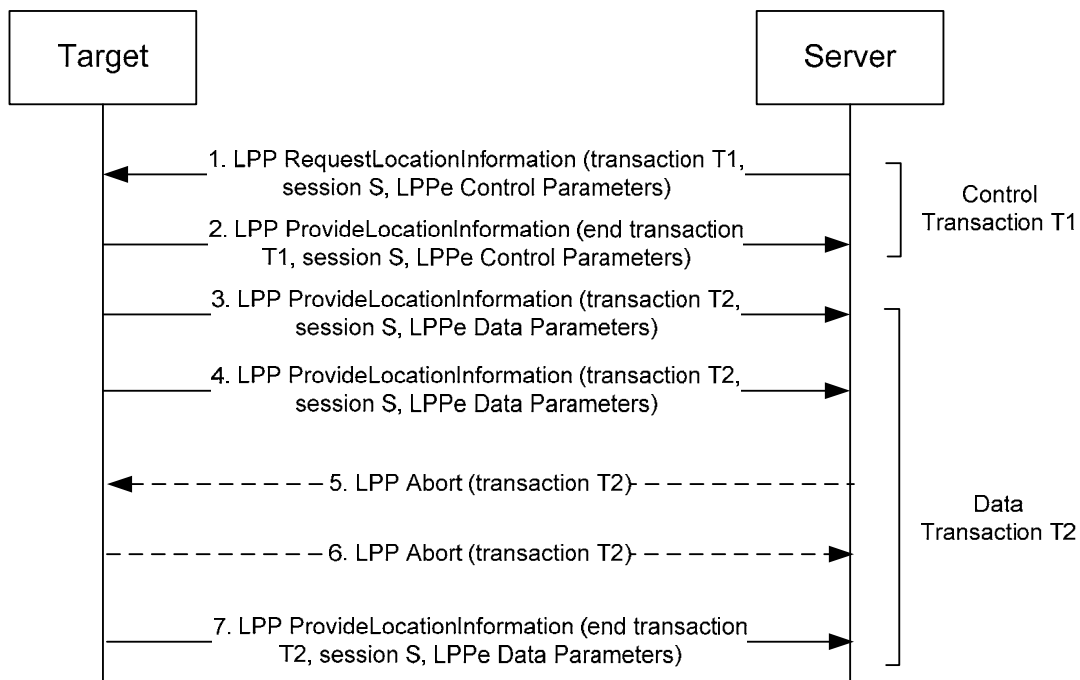 Target
Server
1. LPP RequestLocationInformation (transaction T1,
session S, LPPe Control Parameters)
Control
Transaction T1
2. LPP ProvideLocationInformation (end transaction
T1, session S, LPPe Control Parameters)
3. LPP ProvideLocationInformation (transaction T2,
session S, LPPe Data Parameters)
4. LPP ProvideLocationInformation (transaction T2,
session S, LPPe Data Parameters)
5. LPP Abort (transaction T2)
Data
Transaction T2
6. LPP Abort (transaction T2)
7. LPP ProvideLocationInformation (end transaction
T2, session S, LPPe Data Parameters)